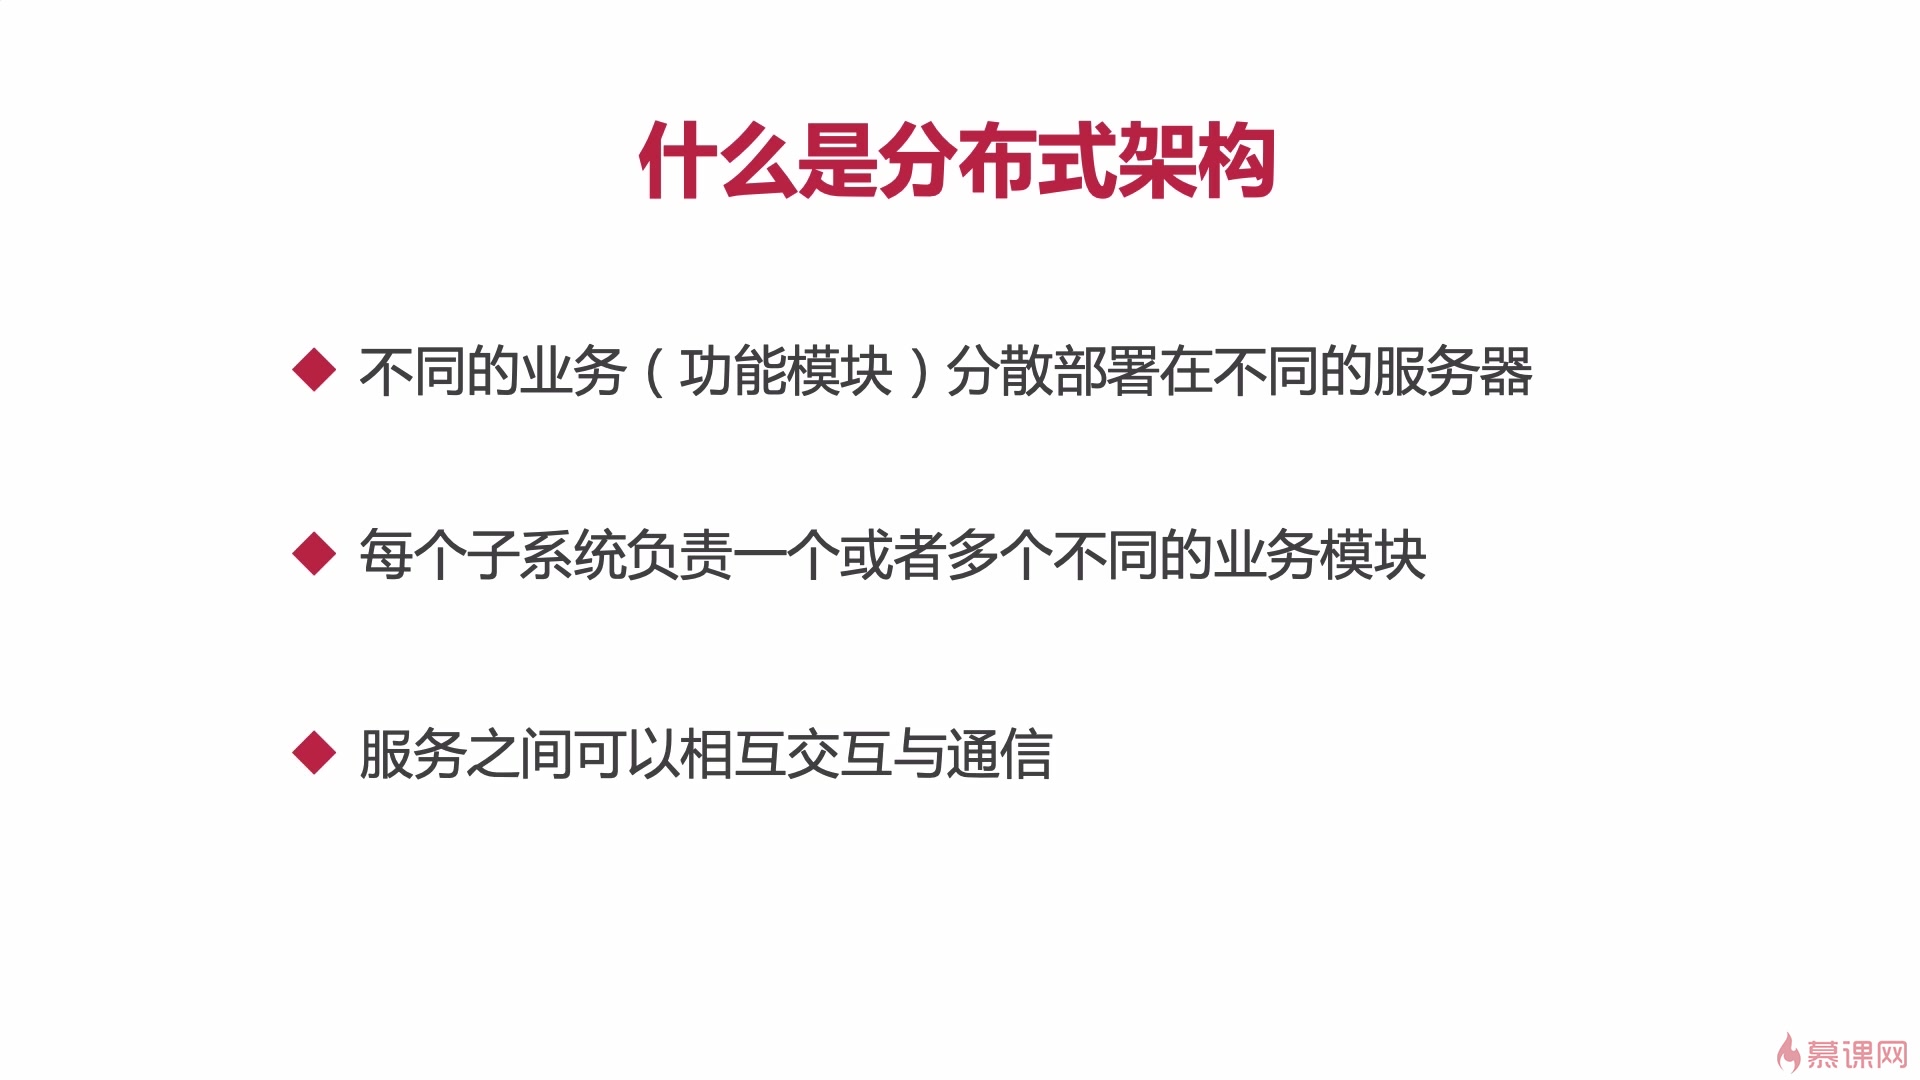 什么是分布式架构
不同的业务（功能模块）分散部署在不同的服务器
每个子系统负责一个或者多个不同的业务模块
服务之间可以相互交互与通信
慕课网